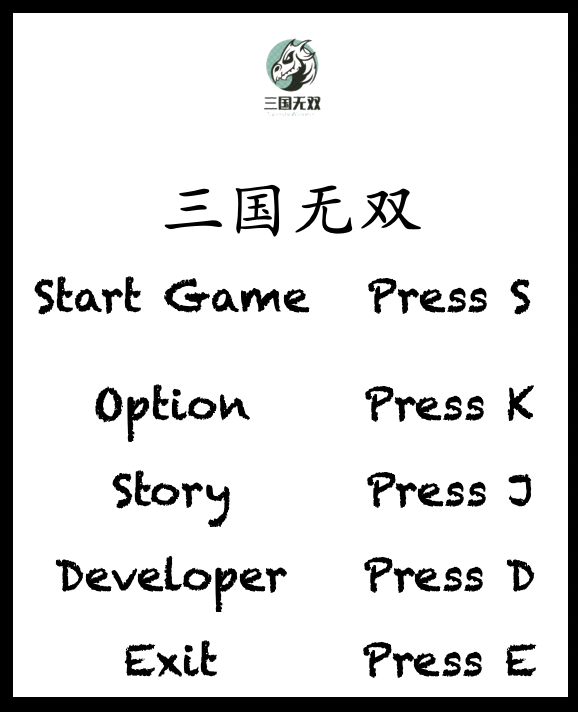 三国无双
三国无双
Start Game Press S
Option Press K
Story Press J
Developer Press D
Exit Press E